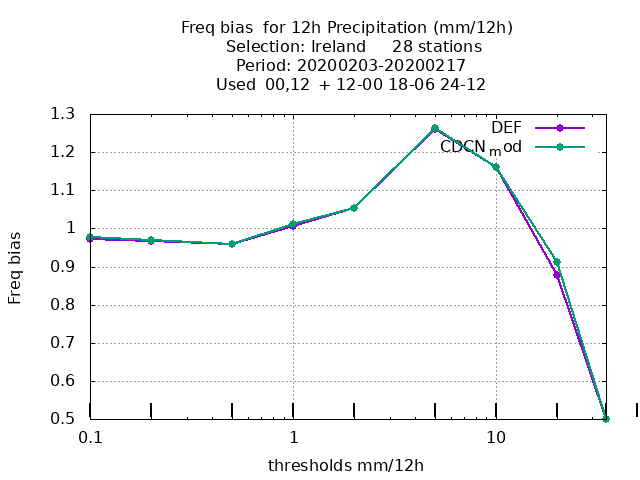 Freq bias  for 12h Precipitation (mm/12h)
Selection: Ireland     28 stations
Period: 20200203-20200217
Used  00,12  + 12-00 18-06 24-12
DEF
CDCN_mod
1.3
1.2
1.1
1
0.9
0.8
0.7
0.6
0.5
Freq bias
0.1
1
10
thresholds mm/12h